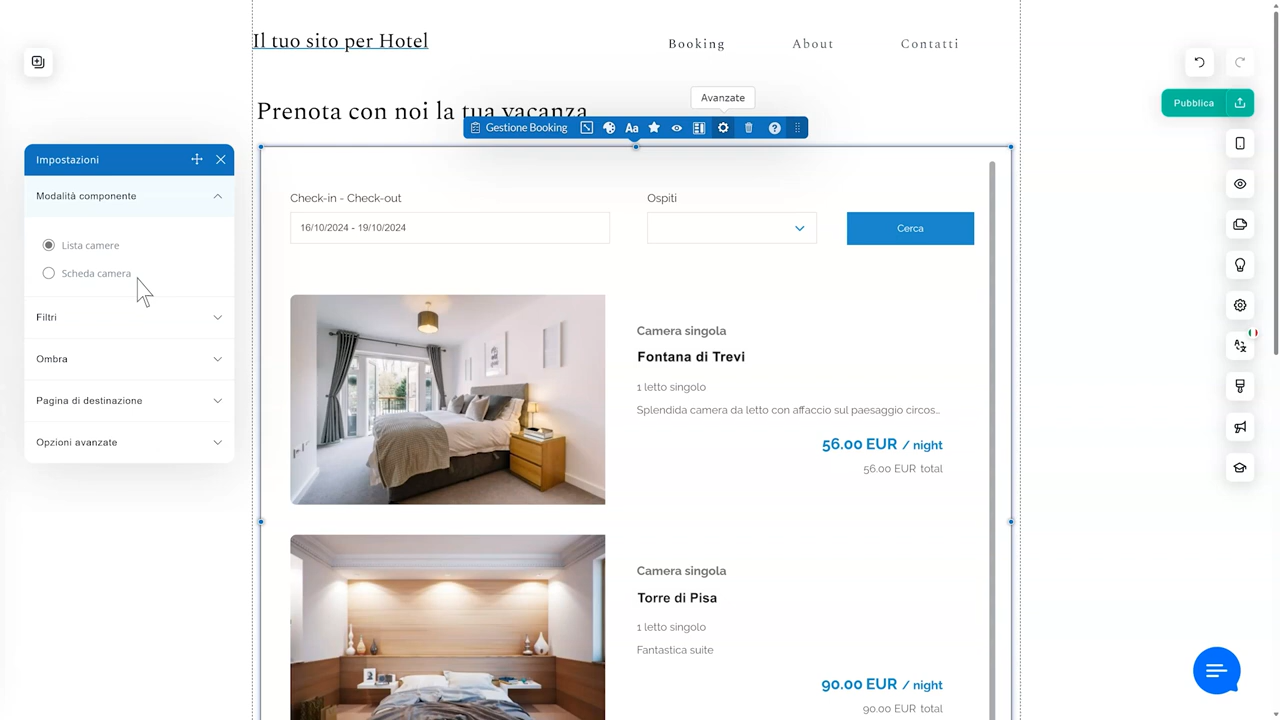 Il tuo sito per Hotel
Booking
About
Contatti
Avanzate
Prenota con noi la tua vacanza
Gestione Booking
Aa
Pubblica
Impostazioni
Modalità componente
Lista camere
Scheda camera
Filtri
Ombra
Pagina di destinazione
Opzioni avanzate
Check-in - Check-out
Ospiti
16/10/2024 - 19/10/2024
Cerca
Camera singola
Fontana di Trevi
1 letto singolo
Splendida camera da letto con affaccio sul paesaggio circos...
56.00 EUR / night
56.00 EUR total
Camera singola
Torre di Pisa
1 letto singolo
Fantastica suite
90.00 EUR / night
90.00 EUR total